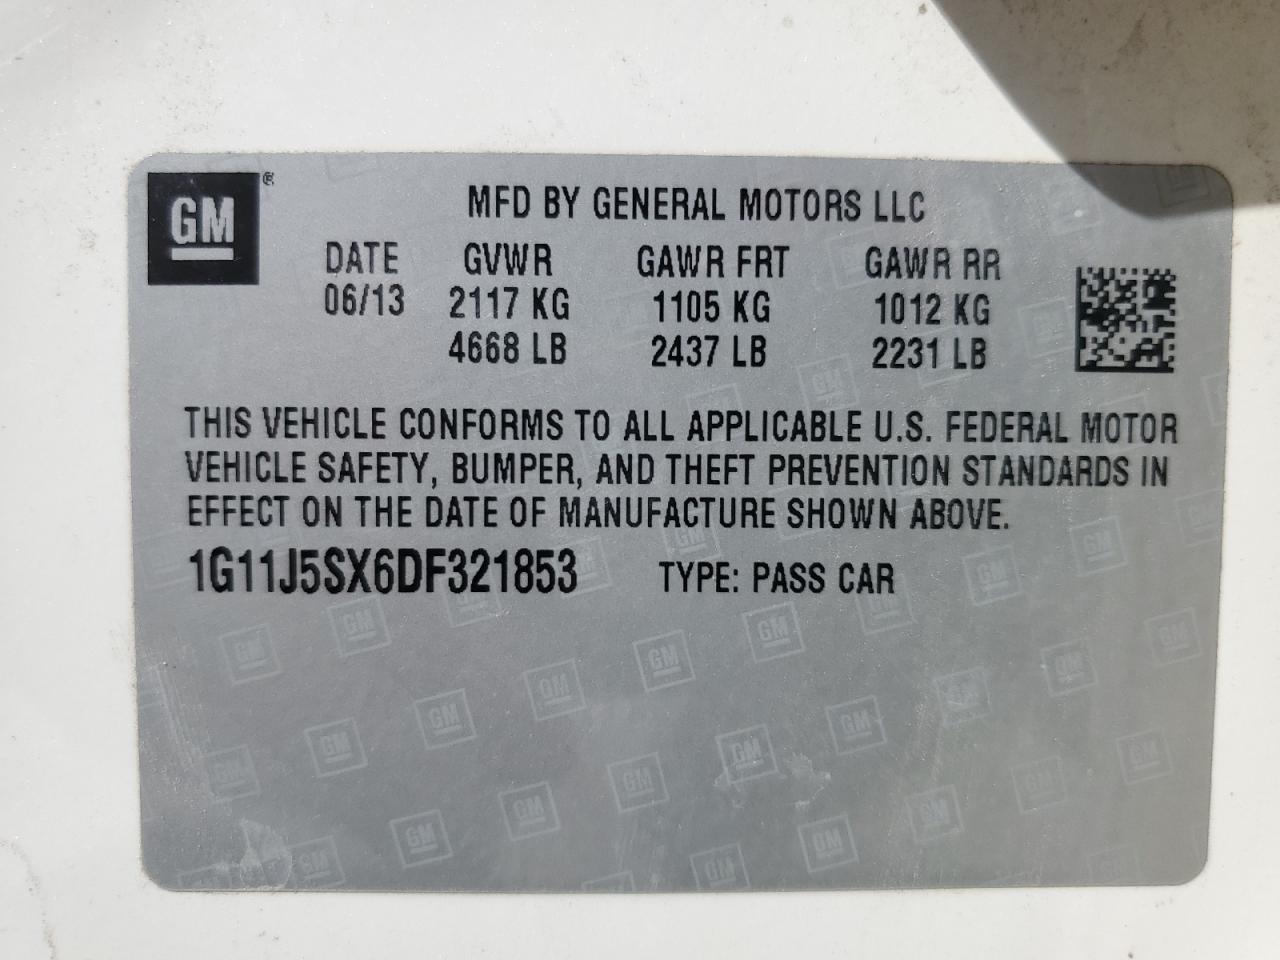 GM®
MFD BY GENERAL MOTORS LLC
DATE GVWR GAWR FRT GAWR RR
06/13 2117 KG 1105 KG 1012 KG
4668 LB 2437 LB 2231 LB
THIS VEHICLE CONFORMS TO ALL APPLICABLE U.S. FEDERAL MOTOR
VEHICLE SAFETY, BUMPER, AND THEFT PREVENTION STANDARDS IN
EFFECT ON THE DATE OF MANUFACTURE SHOWN ABOVE.
1G11J5SX6DF321853 TYPE: PASS CAR